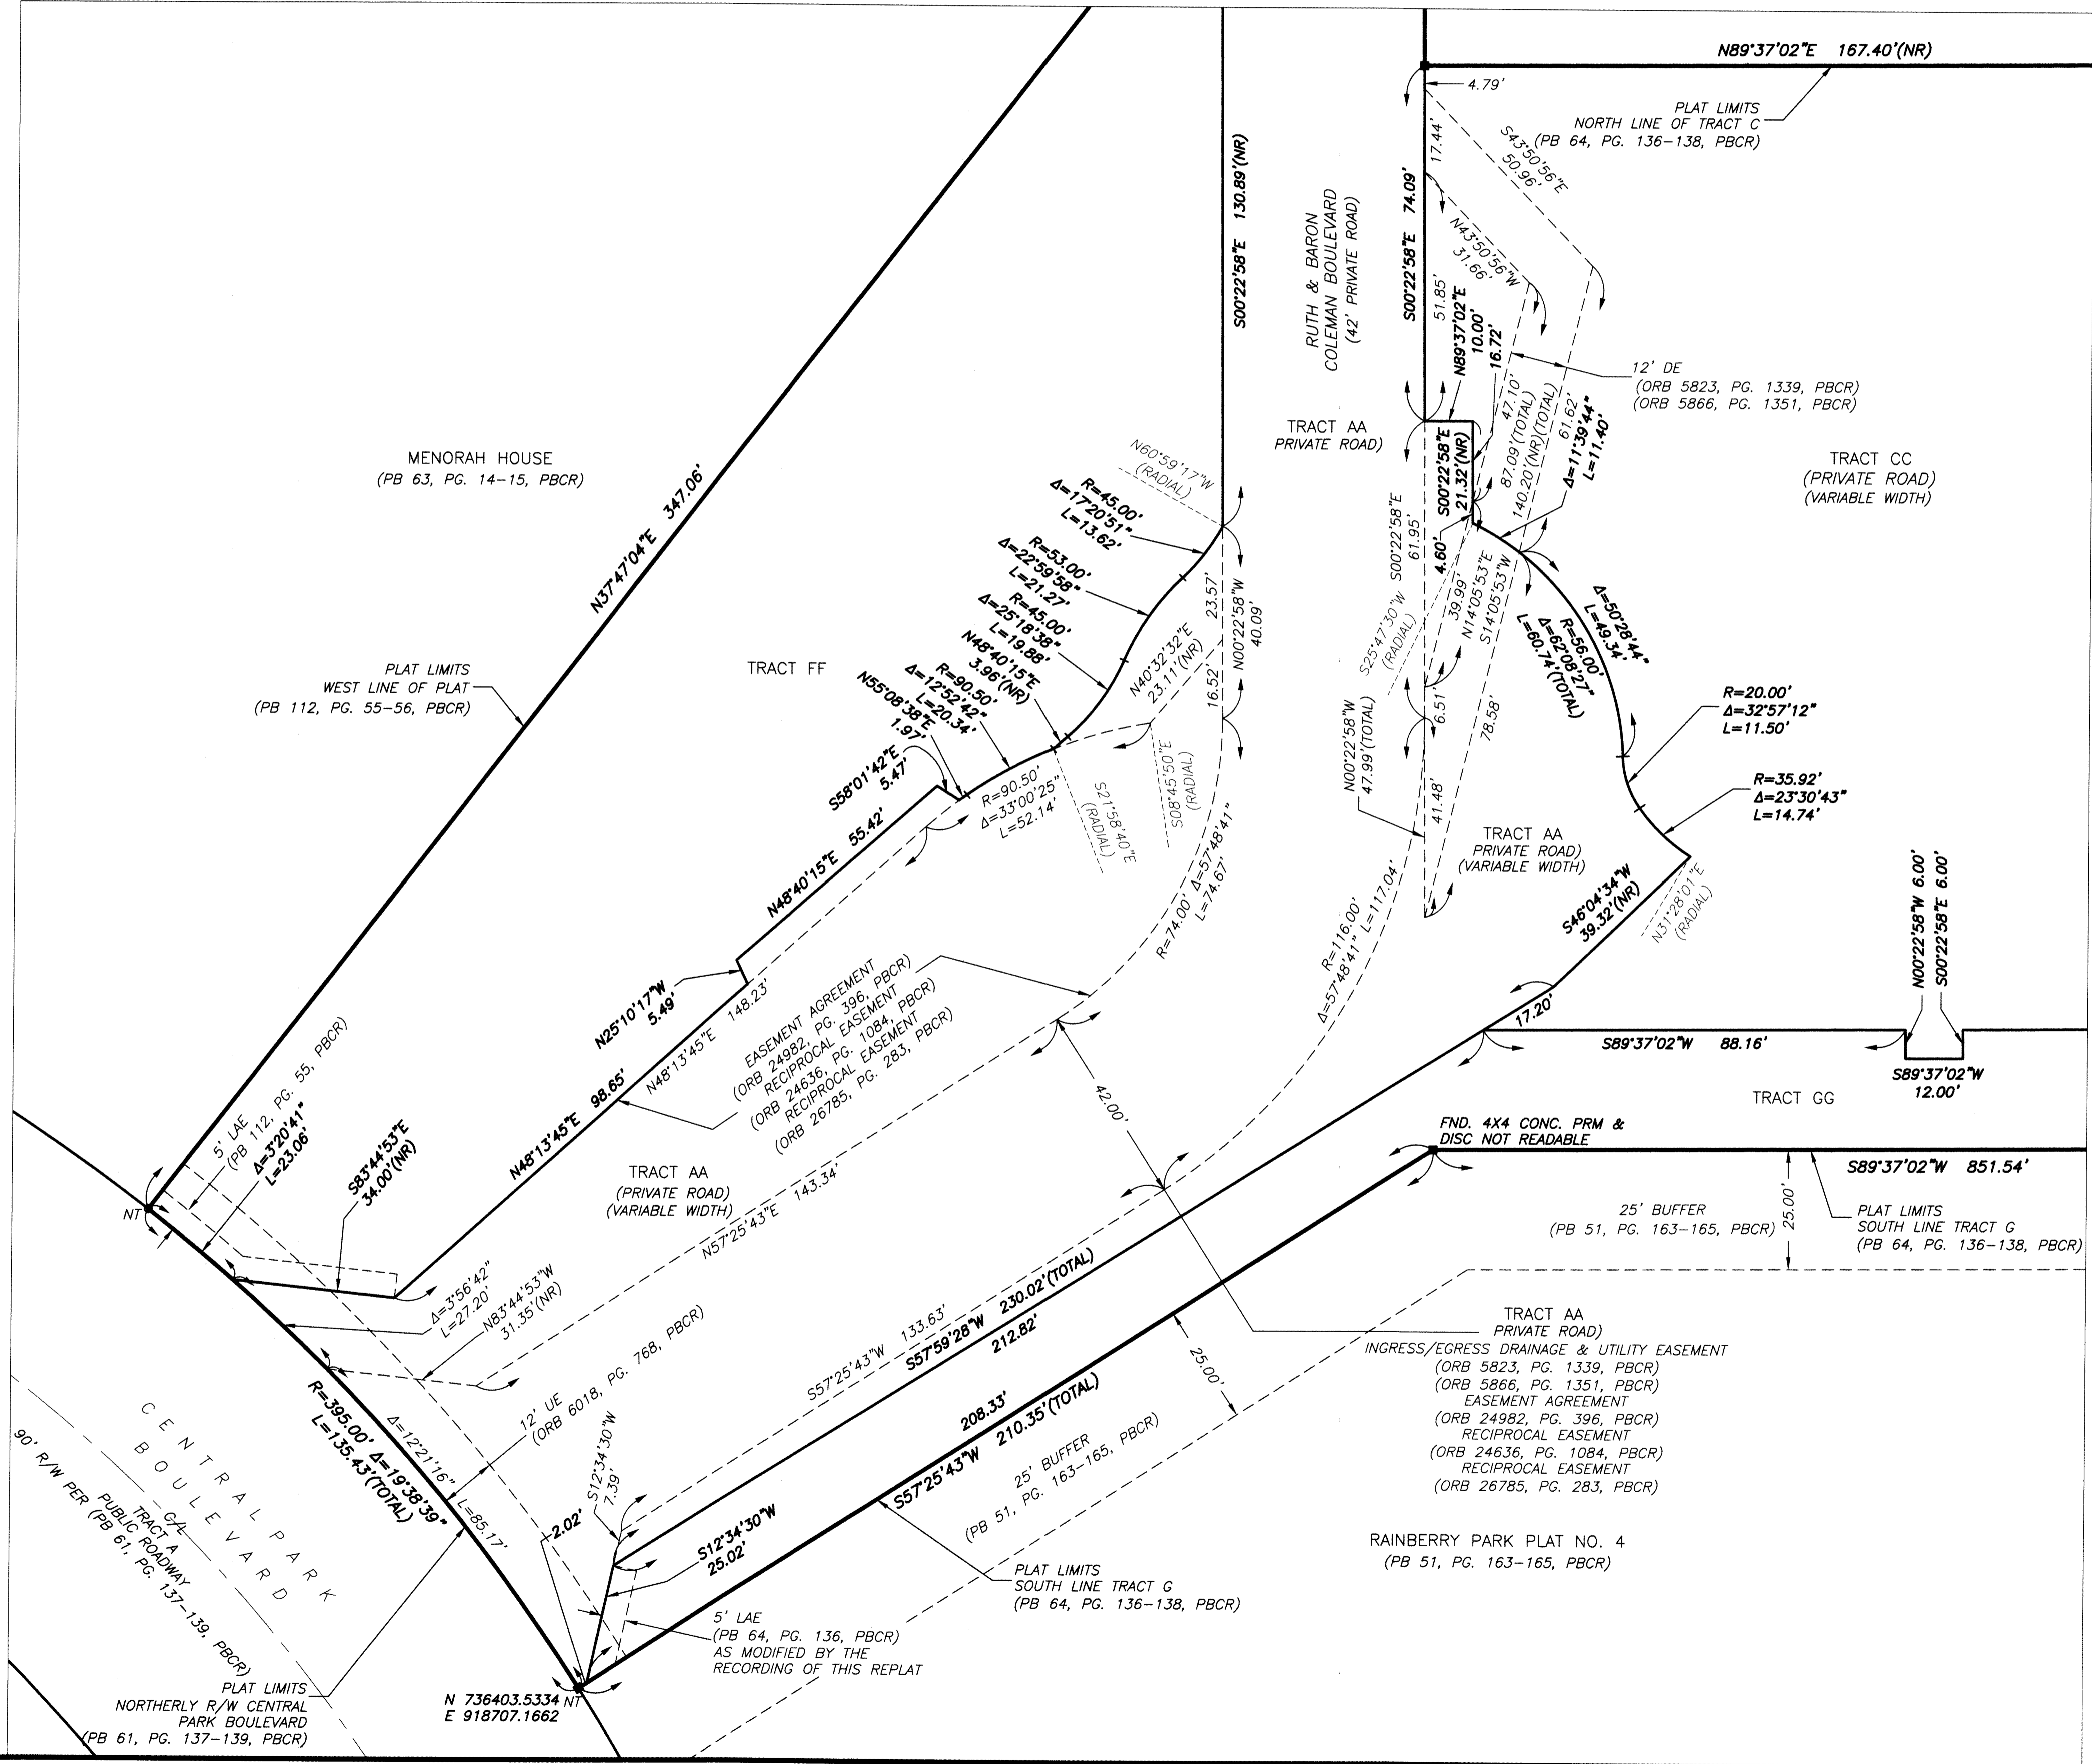 N89°37'02"E 167.40'(NR)
4.79'
PLAT LIMITS
NORTH LINE OF TRACT C
(PB 64, PG. 136-138, PBCR)
S43°50'56"E
50.96'
17.44'
S00°22'58"E 130.89'(NR)
RUTH & BARON
COLEMAN BOULEVARD
(42' PRIVATE ROAD)
S00°22'58"E 74.09'
N43°50'56"W
31.66'
51.85'
N89°37'02"E
10.00'
16.72'
12' DE
(ORB 5823, PG. 1339, PBCR)
(ORB 5866, PG. 1351, PBCR)
47.10'
87.09'(TOTAL)
140.20'(NR)(TOTAL)
61.62'
Δ=11°39'44"
L=11.40'
TRACT AA
PRIVATE ROAD)
S00°22'58"E
21.32'(NR)
TRACT CC
(PRIVATE ROAD)
(VARIABLE WIDTH)
MENORAH HOUSE
(PB 63, PG. 14-15, PBCR)
N37°47'04"E 347.06'
N60°59'17"W
(RADIAL)
R=45.00'
Δ=17°20'51"
L=13.62'
R=53.00'
Δ=22°59'58"
L=21.27'
R=45.00'
Δ=25°18'38"
L=19.88'
N48°40'15"E
3.96'(NR)
R=90.50'
Δ=12°52'42"
L=20.34'
N55°08'38"E
1.97'
S58°01'42"E
5.47'
23.57'
N00°22'58"W
40.09'
16.52'
N40°32'32"E
23.11'(NR)
S00°22'58"E
61.95'
4.60'
S25°47'30"W
(RADIAL)
39.99'
N14°05'53"E
S14°05'53"W
Δ=50°28'44"
L=49.34'
R=56.00'
Δ=62°08'27"
L=60.74'(TOTAL)
PLAT LIMITS
WEST LINE OF PLAT
(PB 112, PG. 55-56, PBCR)
TRACT FF
N00°22'58"W
47.99'(TOTAL)
6.51'
78.58'
41.48'
R=20.00'
Δ=32°57'12"
L=11.50'
R=35.92'
Δ=23°30'43"
L=14.74'
R=90.50'
Δ=33°00'25"
L=52.14'
S21°58'40"E
(RADIAL)
S08°45'50"E
(RADIAL)
R=74.00' Δ=57°48'41"
L=74.67'
R=116.00'
Δ=57°48'41" L=117.04'
TRACT AA
PRIVATE ROAD)
(VARIABLE WIDTH)
N48°40'15"E 55.42'
S46°04'34"W
39.32'(NR)
N31°28'01"E
(RADIAL)
N00°22'58"W 6.00'
S00°22'58"E 6.00'
17.20'
S89°37'02"W 88.16'
S89°37'02"W
12.00'
TRACT GG
N25°10'17"W
5.49'
N48°13'45"E 148.23'
EASEMENT AGREEMENT
(ORB 24982, PG. 396, PBCR)
RECIPROCAL EASEMENT
(ORB 24636, PG. 1084, PBCR)
RECIPROCAL EASEMENT
(ORB 26785, PG. 283, PBCR)
42.00'
N48°13'45"E 98.65'
5' LAE
(PB 112, PG. 55, PBCR)
Δ=3°20'41"
L=23.06'
S83°44'53"E
34.00'(NR)
NT
TRACT AA
(PRIVATE ROAD)
(VARIABLE WIDTH)
N57°25'43"E 143.34'
FND. 4X4 CONC. PRM &
DISC NOT READABLE
S89°37'02"W 851.54'
25.00'
25' BUFFER
(PB 51, PG. 163-165, PBCR)
PLAT LIMITS
SOUTH LINE TRACT G
(PB 64, PG. 136-138, PBCR)
Δ=3°56'42"
L=27.20'
N83°44'53"W
31.35'(NR)
12' UE
(ORB 6018, PG. 768, PBCR)
S57°25'43"W 133.63'
S57°59'28"W 230.02'(TOTAL)
212.82'
25.00'
TRACT AA
PRIVATE ROAD)
INGRESS/EGRESS DRAINAGE & UTILITY EASEMENT
(ORB 5823, PG. 1339, PBCR)
(ORB 5866, PG. 1351, PBCR)
EASEMENT AGREEMENT
(ORB 24982, PG. 396, PBCR)
RECIPROCAL EASEMENT
(ORB 24636, PG. 1084, PBCR)
RECIPROCAL EASEMENT
(ORB 26785, PG. 283, PBCR)
208.33'
S57°25'43"W 210.35'(TOTAL)
25' BUFFER
(PB 51, PG. 163-165, PBCR)
RAINBERRY PARK PLAT NO. 4
(PB 51, PG. 163-165, PBCR)
CENTRAL PARK
BOULEVARD
C/L
TRACT A
PUBLIC ROADWAY
90' R/W PER (PB 61, PG. 137-139, PBCR)
R=395.00' Δ=19°38'39"
L=135.43'(TOTAL)
Δ=12°21'16"
L=85.17'
2.02'
S12°34'30"W
7.39'
S12°34'30"W
25.02'
PLAT LIMITS
SOUTH LINE TRACT G
(PB 64, PG. 136-138, PBCR)
5' LAE
(PB 64, PG. 136, PBCR)
AS MODIFIED BY THE
RECORDING OF THIS REPLAT
PLAT LIMITS
NORTHERLY R/W CENTRAL
PARK BOULEVARD
(PB 61, PG. 137-139, PBCR)
N 736403.5334
E 918707.1662
NT